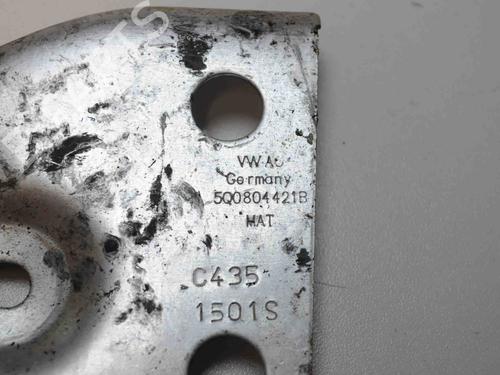 VW AG
Germany
5Q0804421B
MAT
C435
1501S